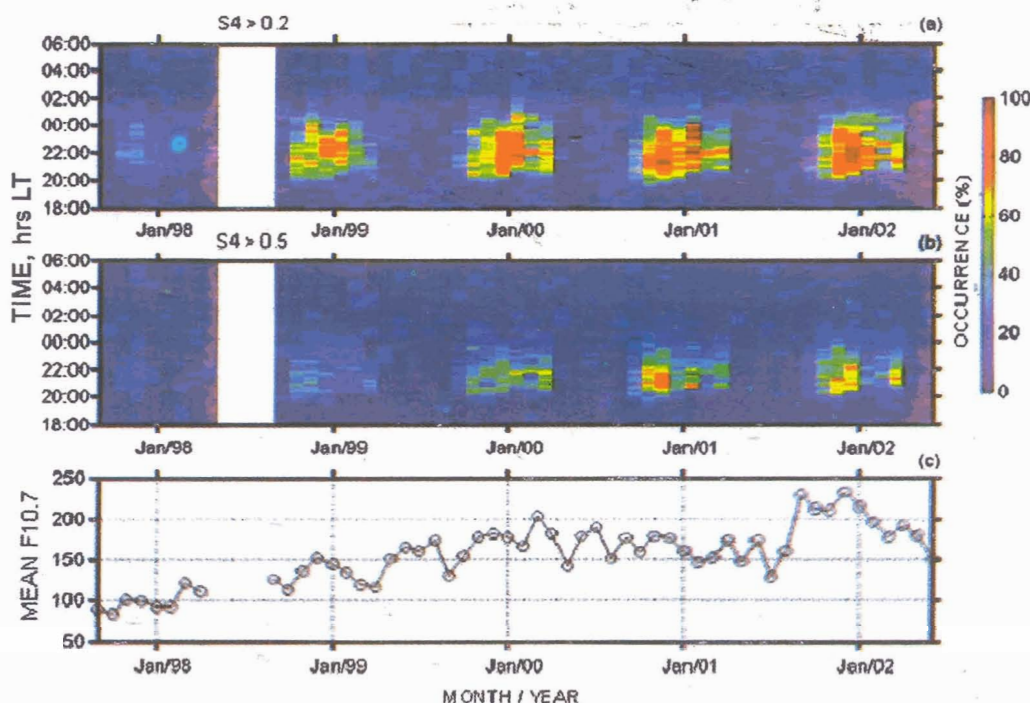 S4 > 0.2
(a)
06:00
04:00
02:00
00:00
22:00
20:00
18:00
Jan/98
Jan/99
Jan/00
Jan/01
Jan/02
S4 > 0.5
(b)
06:00
04:00
02:00
00:00
22:00
20:00
18:00
Jan/98
Jan/99
Jan/00
Jan/01
Jan/02
TIME, hrs LT
100
80
60
40
20
0
OCCURRENCE (%)
(c)
250
200
150
100
50
MEAN F10.7
Jan/98
Jan/99
Jan/00
Jan/01
Jan/02
MONTH / YEAR